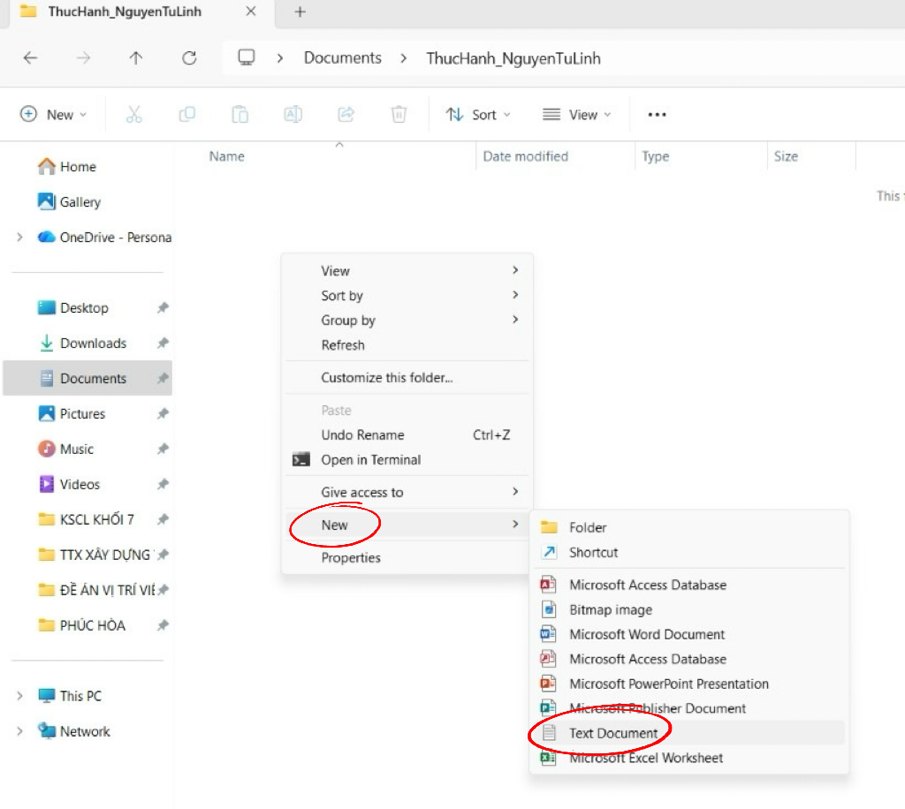 ThucHanh_NguyenTuLinh
Documents > ThucHanh_NguyenTuLinh
New Sort View
Name Date modified Type Size
This
Home
Gallery
OneDrive - Persona
Desktop
Downloads
Documents
Pictures
Music
Videos
KSCL KHỐI 7
TTX XÂY DỰNG
ĐỀ ÁN VỊ TRÍ VIỆ
PHÚC HÒA
This PC
Network
View
Sort by
Group by
Refresh
Customize this folder...
Paste
Undo Rename Ctrl+Z
Open in Terminal
Give access to
New
Properties
Folder
Shortcut
Microsoft Access Database
Bitmap image
Microsoft Word Document
Microsoft Access Database
Microsoft PowerPoint Presentation
Microsoft Publisher Document
Text Document
Microsoft Excel Worksheet